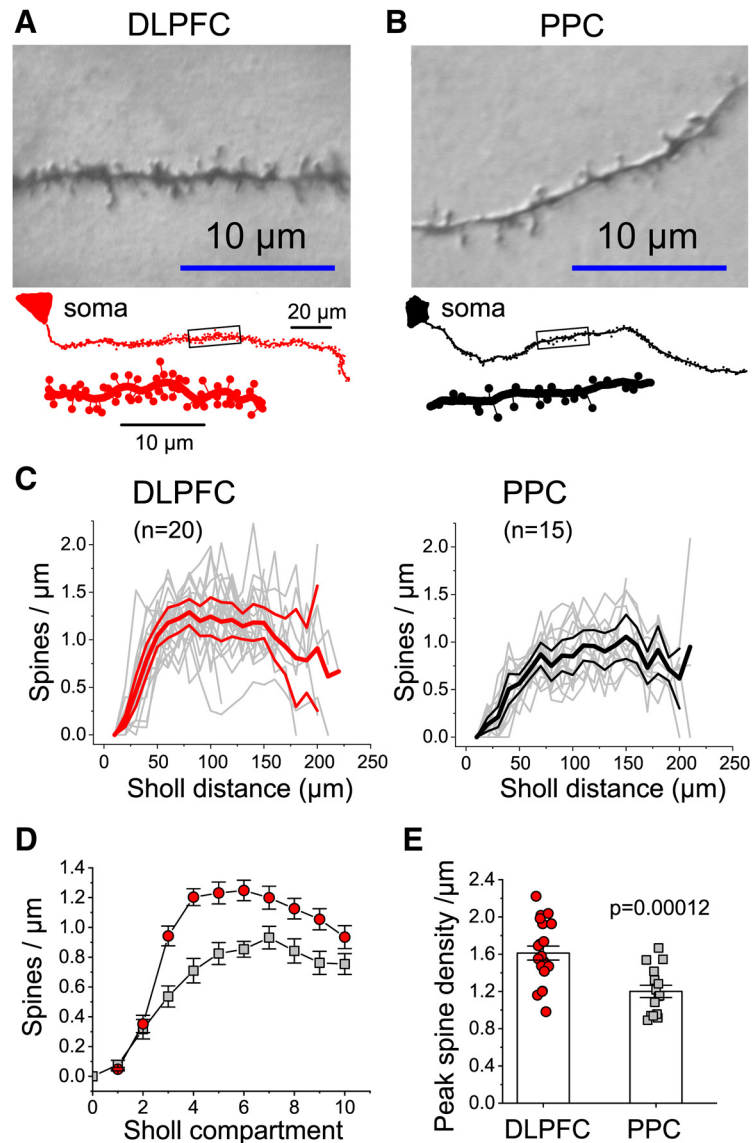 A
DLPFC
10 µm
soma
20 µm
10 µm
B
PPC
10 µm
soma
C
DLPFC
(n=20)
Spines / µm
2.0
1.5
1.0
0.5
0.0
0 50 100 150 200 250
Sholl distance (µm)
PPC
(n=15)
Spines / µm
2.0
1.5
1.0
0.5
0.0
0 50 100 150 200 250
Sholl distance (µm)
D
Spines / µm
1.4
1.2
1.0
0.8
0.6
0.4
0.2
0.0
0 2 4 6 8 10
Sholl compartment
E
Peak spine density /µm
2.4
2.0
1.6
1.2
0.8
0.4
0.0
p=0.00012
DLPFC PPC